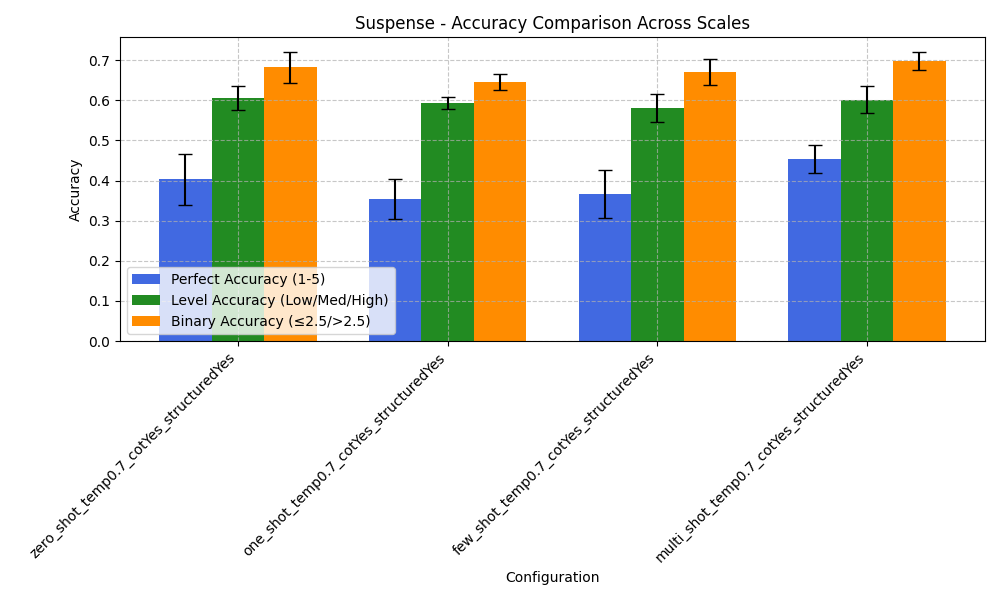 Suspense - Accuracy Comparison Across Scales
Accuracy
0.7
0.6
0.5
0.4
0.3
0.2
0.1
0.0
Perfect Accuracy (1-5)
Level Accuracy (Low/Med/High)
Binary Accuracy (≤2.5/>2.5)
zero_shot_temp0.7_cotYes_structuredYes
one_shot_temp0.7_cotYes_structuredYes
few_shot_temp0.7_cotYes_structuredYes
multi_shot_temp0.7_cotYes_structuredYes
Configuration